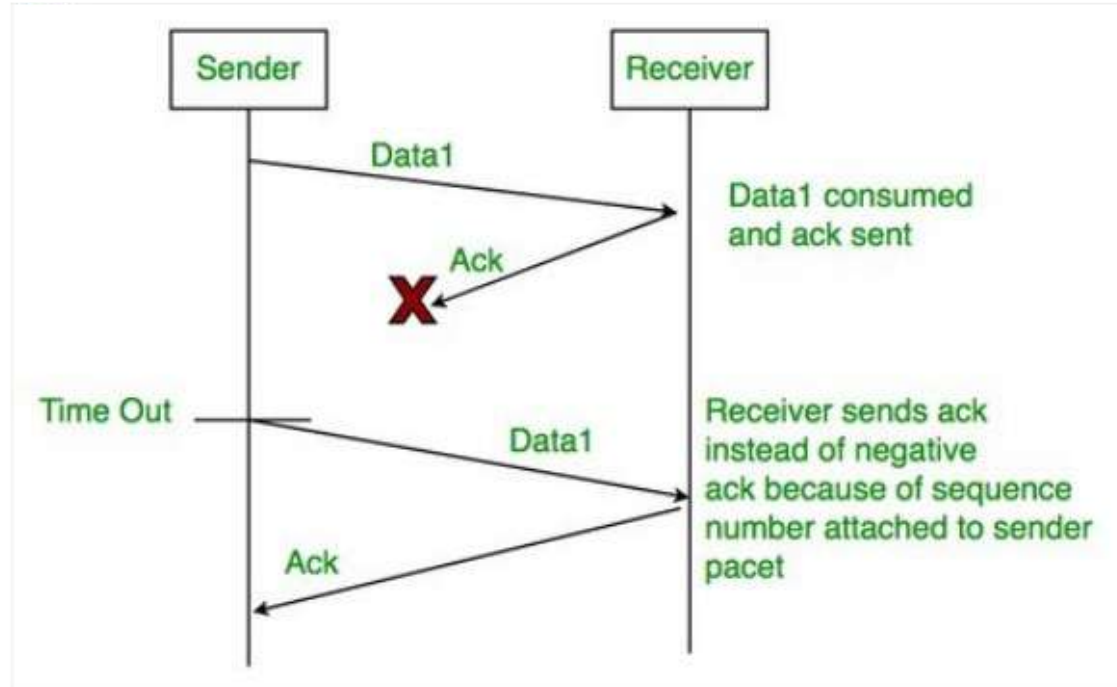 Sender
Receiver
Data1
Data1 consumed
and ack sent
Ack
X
Time Out
Data1
Receiver sends ack
instead of negative
ack because of sequence
number attached to sender
pacet
Ack